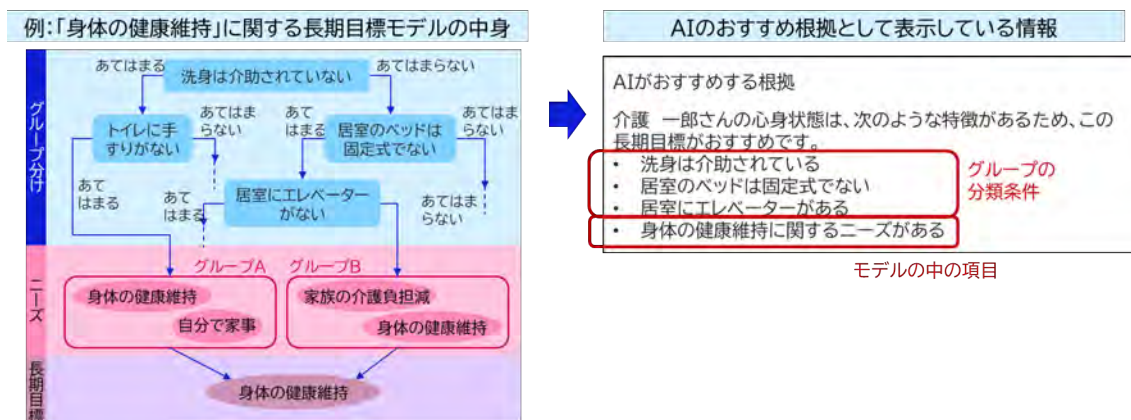 例:「身体の健康維持」に関する長期目標モデルの中身
グループ分け
あてはまる
洗身は介助されていない
あてはまらない
トイレに手
すりがない
あてはま
らない
あて
はまる
居室のベッドは
固定式でない
あてはま
らない
あて
はまる
あて
はまる
居室にエレベーター
がない
あてはま
らない
ニーズ
グループA
身体の健康維持
自分で家事
グループB
家族の介護負担減
身体の健康維持
長期目標
身体の健康維持
AIのおすすめ根拠として表示している情報
AIがおすすめする根拠
介護 一郎さんの心身状態は、次のような特徴があるため、この
長期目標がおすすめです。
・ 洗身は介助されている
・ 居室のベッドは固定式でない
・ 居室にエレベーターがある
・ 身体の健康維持に関するニーズがある
グループの
分類条件
モデルの中の項目